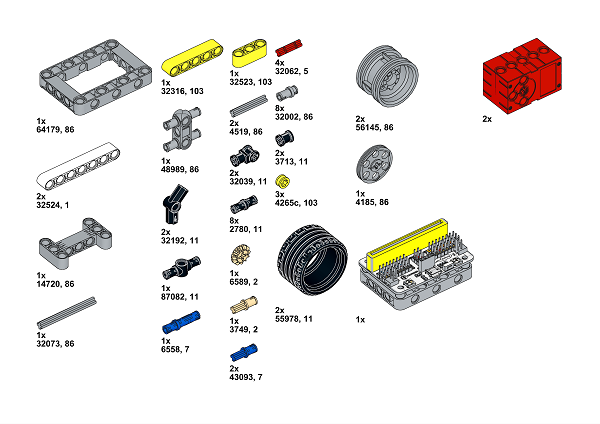 1x
64179, 86
2x
32524, 1
1x
14720, 86
1x
32073, 86
1x
32316, 103
1x
48989, 86
2x
32192, 11
1x
87082, 11
1x
6558, 7
1x
32523, 103
2x
4519, 86
2x
32039, 11
8x
2780, 11
1x
6589, 2
1x
3749, 2
2x
43093, 7
4x
32062, 5
8x
32002, 86
2x
3713, 11
3x
4265c, 103
2x
55978, 11
2x
56145, 86
1x
4185, 86
1x
2x